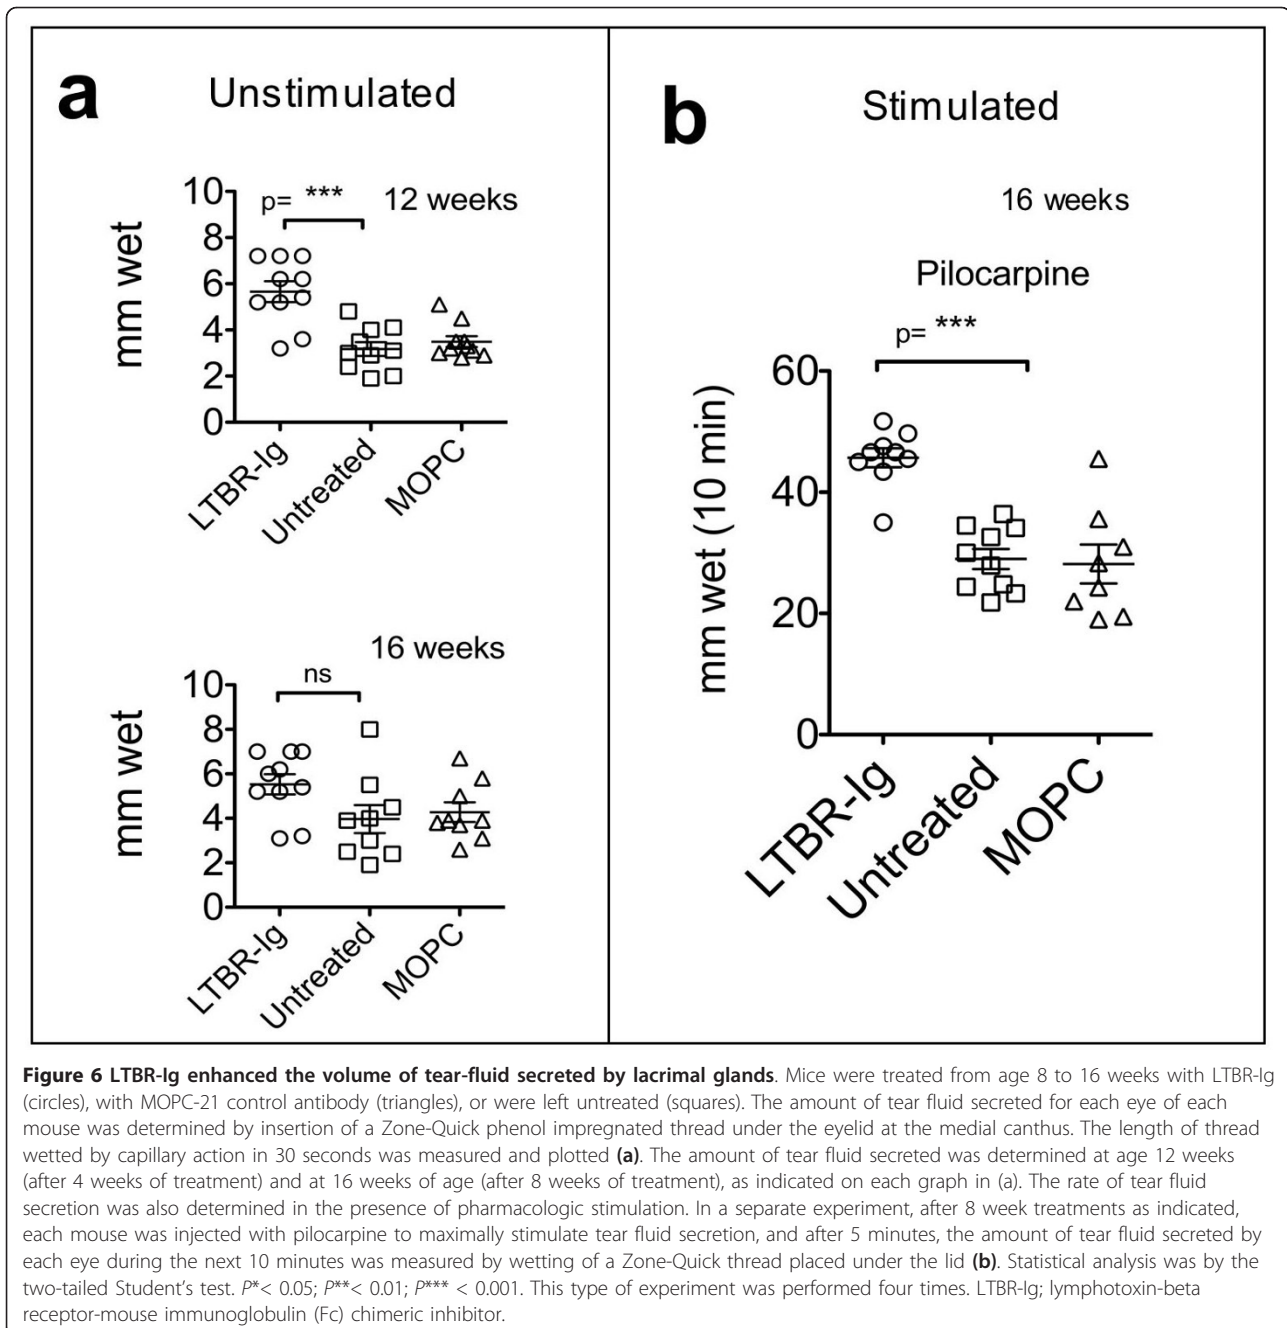 a
Unstimulated
10
8
6
4
2
0
mm wet
p= ***
12 weeks
LTBR-Ig
Untreated
MOPC
16 weeks
10
8
6
4
2
0
mm wet
ns
LTBR-Ig
Untreated
MOPC
b
Stimulated
16 weeks
Pilocarpine
p= ***
60
40
20
0
mm wet (10 min)
LTBR-Ig
Untreated
MOPC
Figure 6 LTBR-Ig enhanced the volume of tear-fluid secreted by lacrimal glands. Mice were treated from age 8 to 16 weeks with LTBR-Ig
(circles), with MOPC-21 control antibody (triangles), or were left untreated (squares). The amount of tear fluid secreted for each eye of each
mouse was determined by insertion of a Zone-Quick phenol impregnated thread under the eyelid at the medial canthus. The length of thread
wetted by capillary action in 30 seconds was measured and plotted (a). The amount of tear fluid secreted was determined at age 12 weeks
(after 4 weeks of treatment) and at 16 weeks of age (after 8 weeks of treatment), as indicated on each graph in (a). The rate of tear fluid
secretion was also determined in the presence of pharmacologic stimulation. In a separate experiment, after 8 week treatments as indicated,
each mouse was injected with pilocarpine to maximally stimulate tear fluid secretion, and after 5 minutes, the amount of tear fluid secreted by
each eye during the next 10 minutes was measured by wetting of a Zone-Quick thread placed under the lid (b). Statistical analysis was by the
two-tailed Student's test. P*< 0.05; P**< 0.01; P*** < 0.001. This type of experiment was performed four times. LTBR-Ig; lymphotoxin-beta
receptor-mouse immunoglobulin (Fc) chimeric inhibitor.